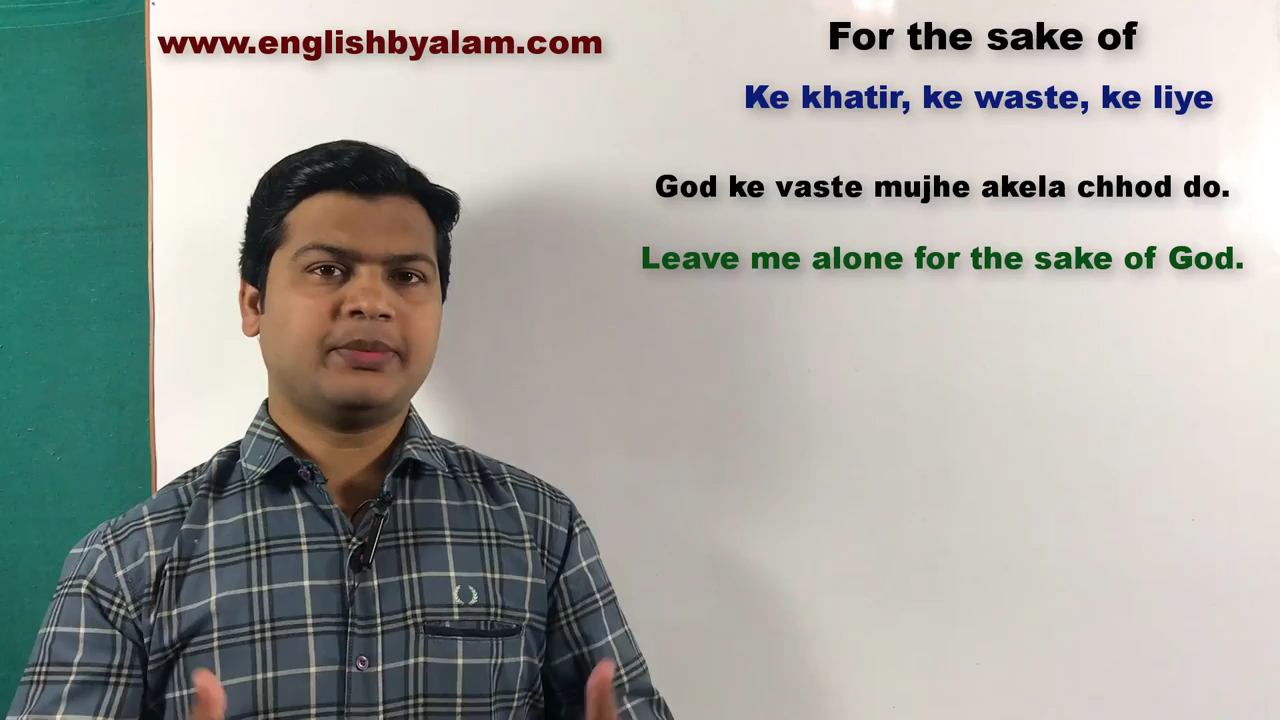 www.englishbyalam.com
For the sake of
Ke khatir, ke waste, ke liye
God ke vaste mujhe akela chhod do.
Leave me alone for the sake of God.